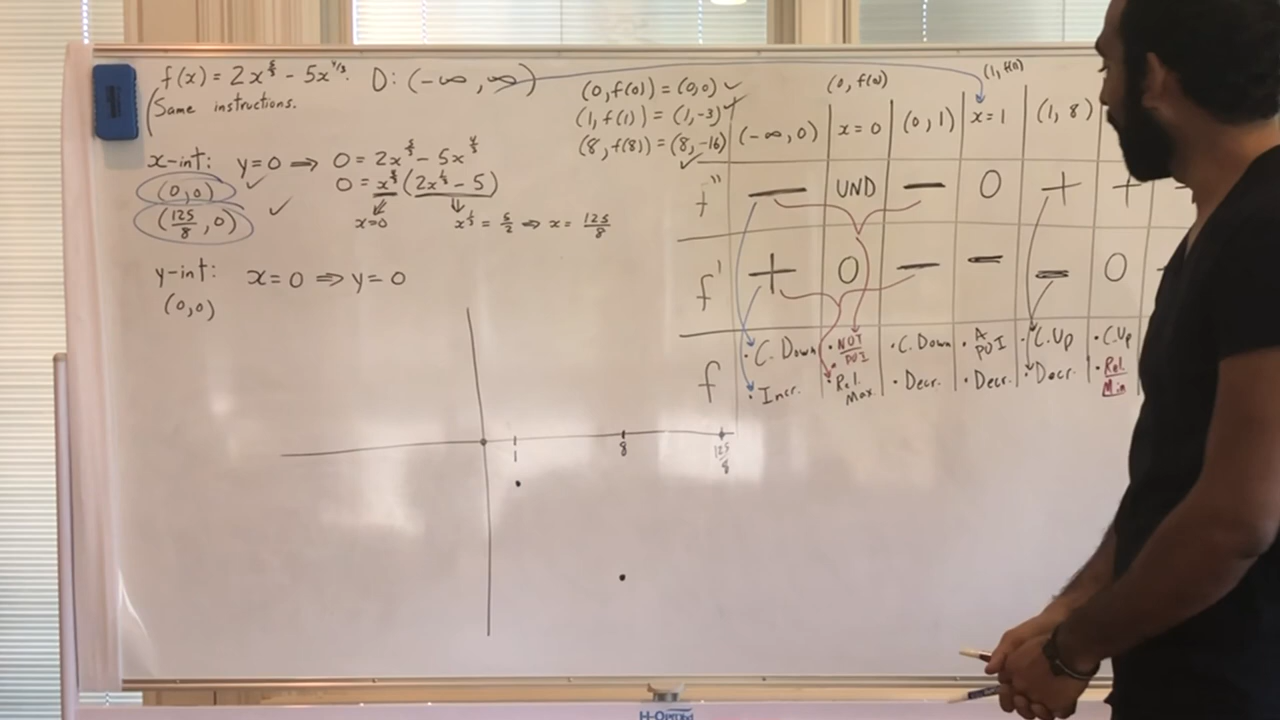 f(x) = 2x^{5/3} - 5x^{4/3} D: (-∞, ∞)
Same instructions.
x-int: y=0 ⟹ 0 = 2x^{5/3} - 5x^{4/3}
(0,0) ✓ 0 = x^{4/3}(2x^{1/3} - 5)
(125/8, 0) ✓ x=0 x^{1/3} = 5/2 ⟹ x = 125/8
y-int: x=0 ⟹ y=0
(0,0)
(0, f(0)) = (0,0) ✓
(1, f(1)) = (1,-3) ✓
(8, f(8)) = (8,-16) ✓
(0, f(0)) (1, f(1))
(-∞, 0) x=0 (0, 1) x=1 (1, 8)
f'' — UND — 0 + +
f' + 0 — — — 0
f • C. Down • NOT POI • C. Down • A POI • C. Up • C. Up
• Incr. • Rel. Max. • Decr. • Decr. • Decr. • Rel. Min
1 8 125/8